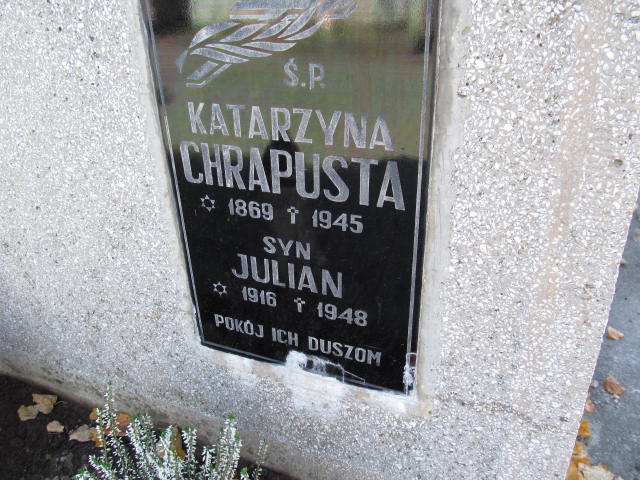 Ś.P.
KATARZYNA
CHRAPUSTA
✡ 1869 ✝ 1945
SYN
JULIAN
✡ 1916 ✝ 1948
POKÓJ ICH DUSZOM